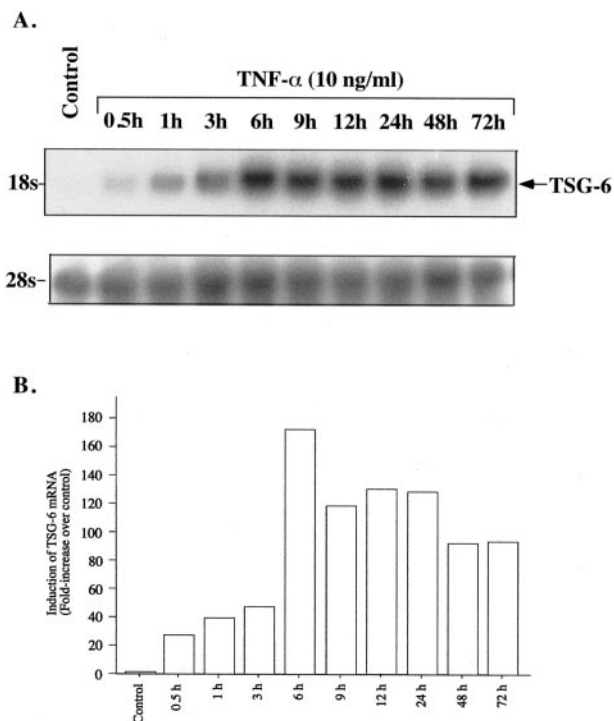 A.
Control
TNF-α (10 ng/ml)
0.5h 1h 3h 6h 9h 12h 24h 48h 72h
18s-
TSG-6
28s-
B.
Induction of TSG-6 mRNA
(Fold-increase over control)
180
160
140
120
100
80
60
40
20
0
Control
0.5 h
1 h
3 h
6 h
9 h
12 h
24 h
48 h
72 h